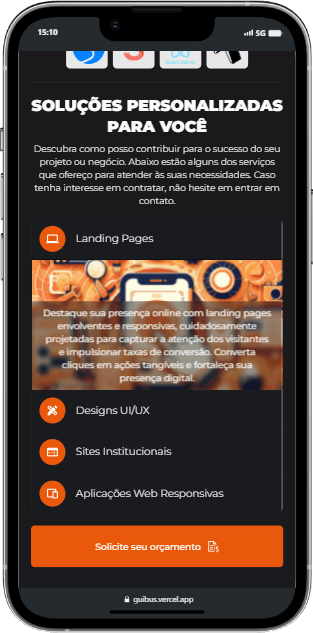 15:10
5G
SOLUÇÕES PERSONALIZADAS
PARA VOCÊ
Descubra como posso contribuir para o sucesso do seu
projeto ou negócio. Abaixo estão alguns dos serviços
que ofereço para atender às suas necessidades. Caso
tenha interesse em contratar, não hesite em entrar em
contato.
Landing Pages
Destaque sua presença online com landing pages
envolventes e responsivas, cuidadosamente
projetadas para capturar a atenção dos visitantes
e impulsionar taxas de conversão. Converta
cliques em ações tangíveis e fortaleça sua
presença digital.
Designs UI/UX
Sites Institucionais
Aplicações Web Responsivas
Solicite seu orçamento
guibus.vercel.app